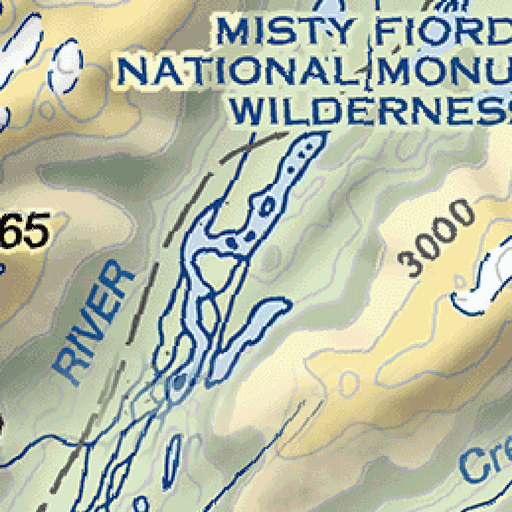 MISTY FIORD
NATIONAL MONU
WILDERNESS
65
3000
RIVER
Cre